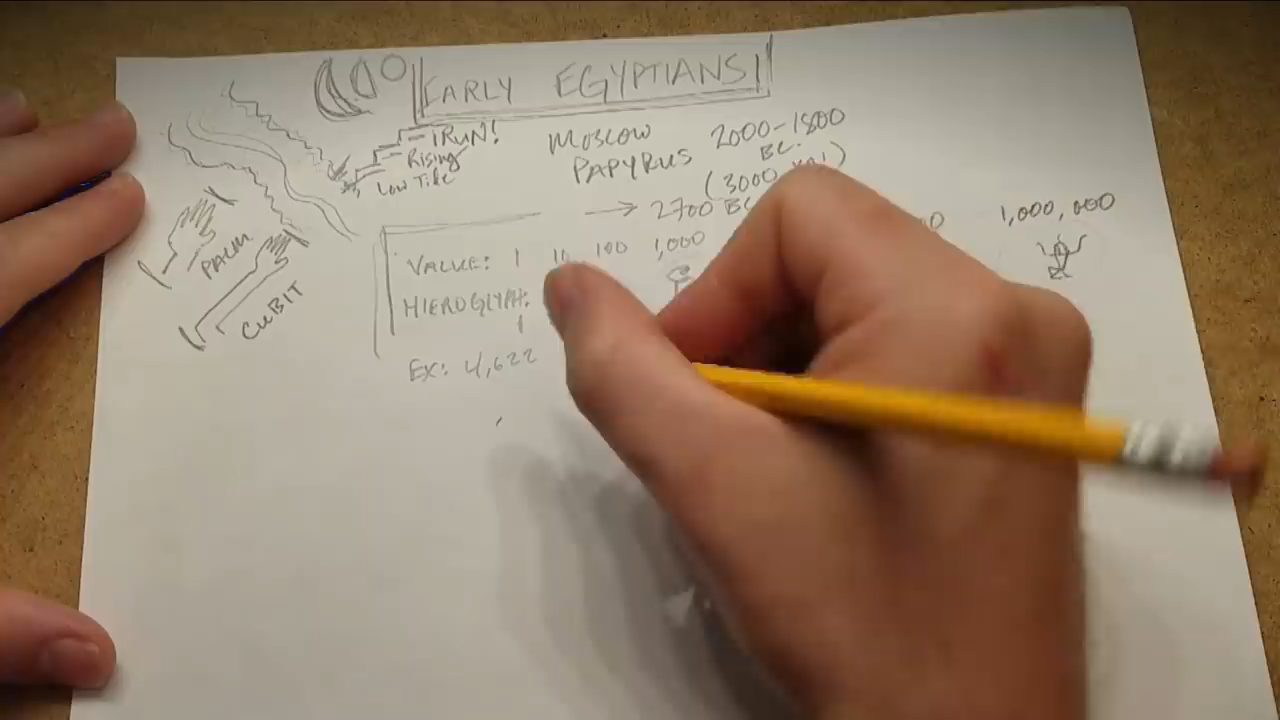 EARLY EGYPTIANS!
RUN!
Rising
Low Tide
MOSCOW
PAPYRUS
2000-1800
BC.
(3000
→ 2700 BC
PALM
CUBIT
VALUE: 1 10 100 1,000
1,000,000
HIEROGLYPH:
EX: 4,622